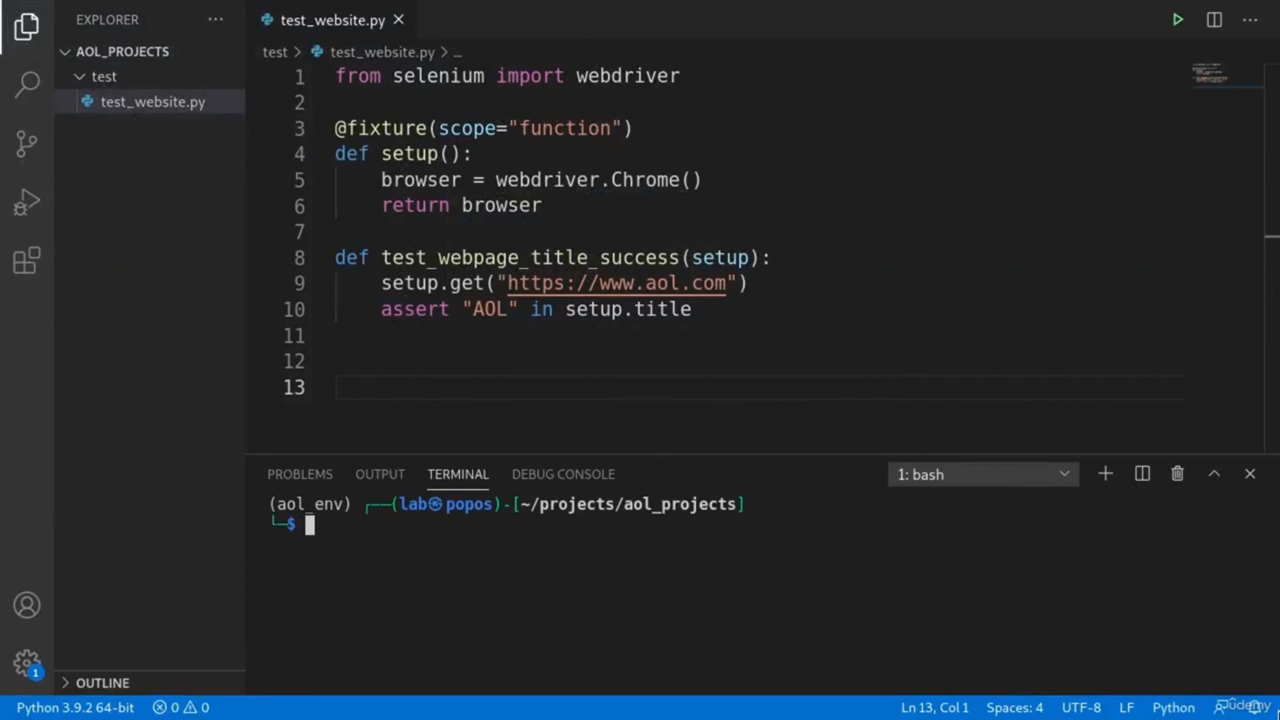 EXPLORER
AOL_PROJECTS
test
test_website.py
OUTLINE
test_website.py
test > test_website.py > ...
1 from selenium import webdriver
2
3 @fixture(scope="function")
4 def setup():
5     browser = webdriver.Chrome()
6     return browser
7
8 def test_webpage_title_success(setup):
9     setup.get("https://www.aol.com")
10     assert "AOL" in setup.title
11
12
13
PROBLEMS OUTPUT TERMINAL DEBUG CONSOLE 1: bash
(aol_env) ┌──(lab㉿popos)-[~/projects/aol_projects]
└─$
1
Python 3.9.2 64-bit 0 0 Ln 13, Col 1 Spaces: 4 UTF-8 LF Python
Udemy